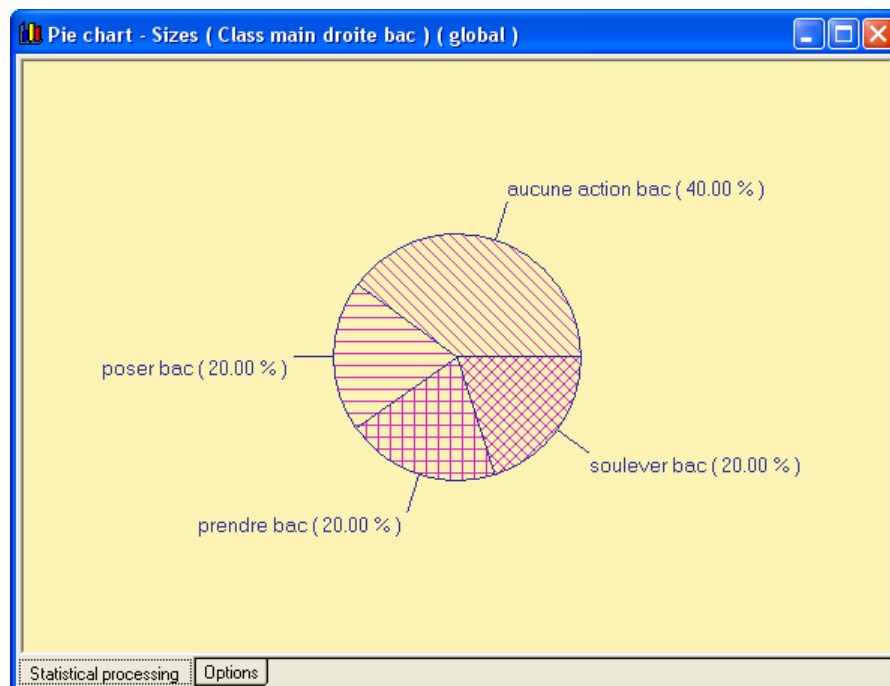 Pie chart - Sizes ( Class main droite bac ) ( global )
aucune action bac ( 40.00 % )
poser bac ( 20.00 % )
soulever bac ( 20.00 % )
prendre bac ( 20.00 % )
Statistical processing
Options